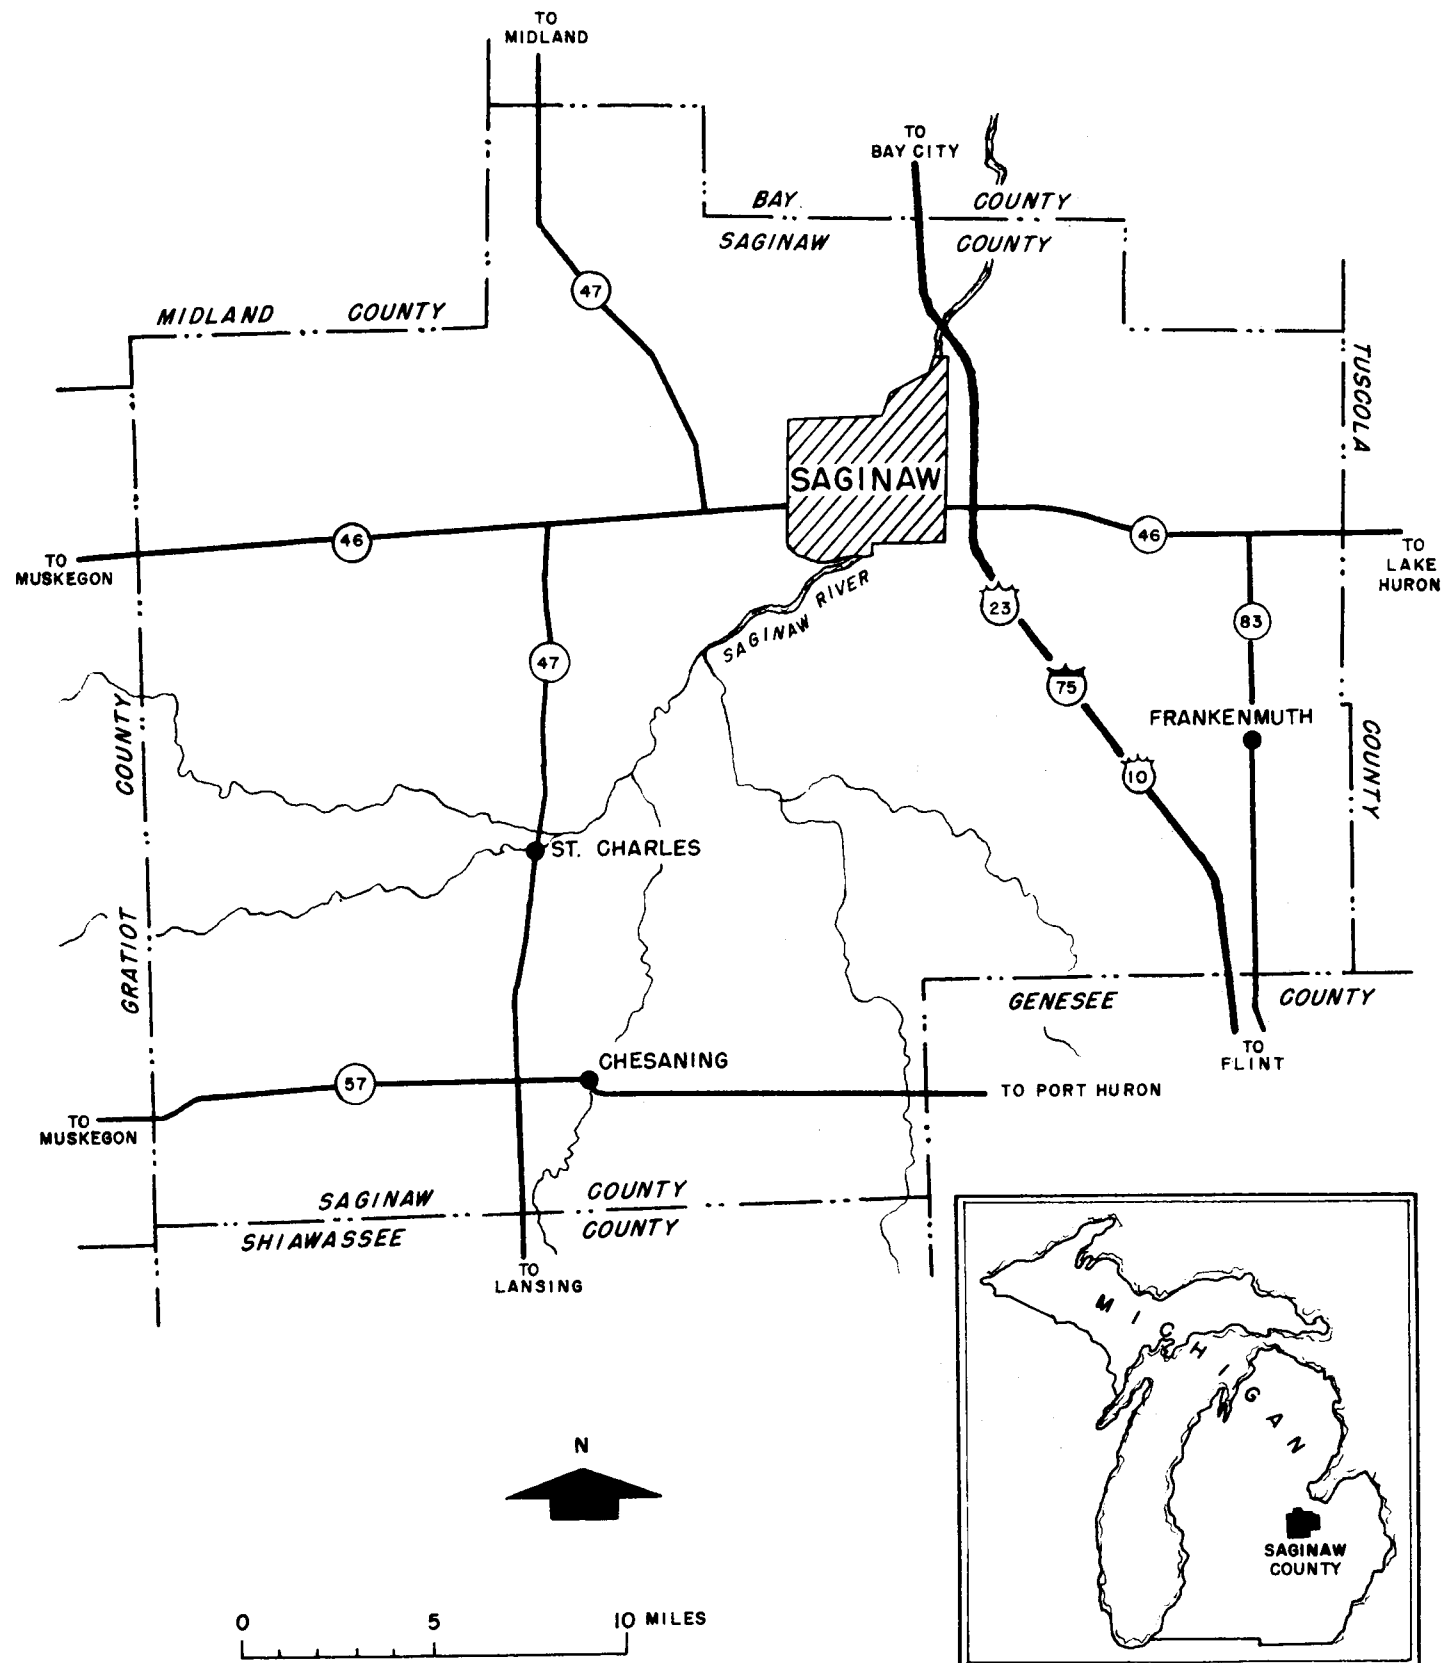 TO
MIDLAND
TO
BAY CITY
BAY COUNTY
SAGINAW COUNTY
47
MIDLAND COUNTY
TUSCOLA
COUNTY
SAGINAW
46
46
TO
MUSKEGON
TO
LAKE
HURON
SAGINAW RIVER
23
83
47
75
FRANKENMUTH
10
GRATIOT COUNTY
ST. CHARLES
GENESEE COUNTY
TO
FLINT
CHESANING
57
TO PORT HURON
TO
MUSKEGON
SAGINAW COUNTY
SHIAWASSEE COUNTY
TO
LANSING
MICHIGAN
SAGINAW
COUNTY
N
0 5 10 MILES